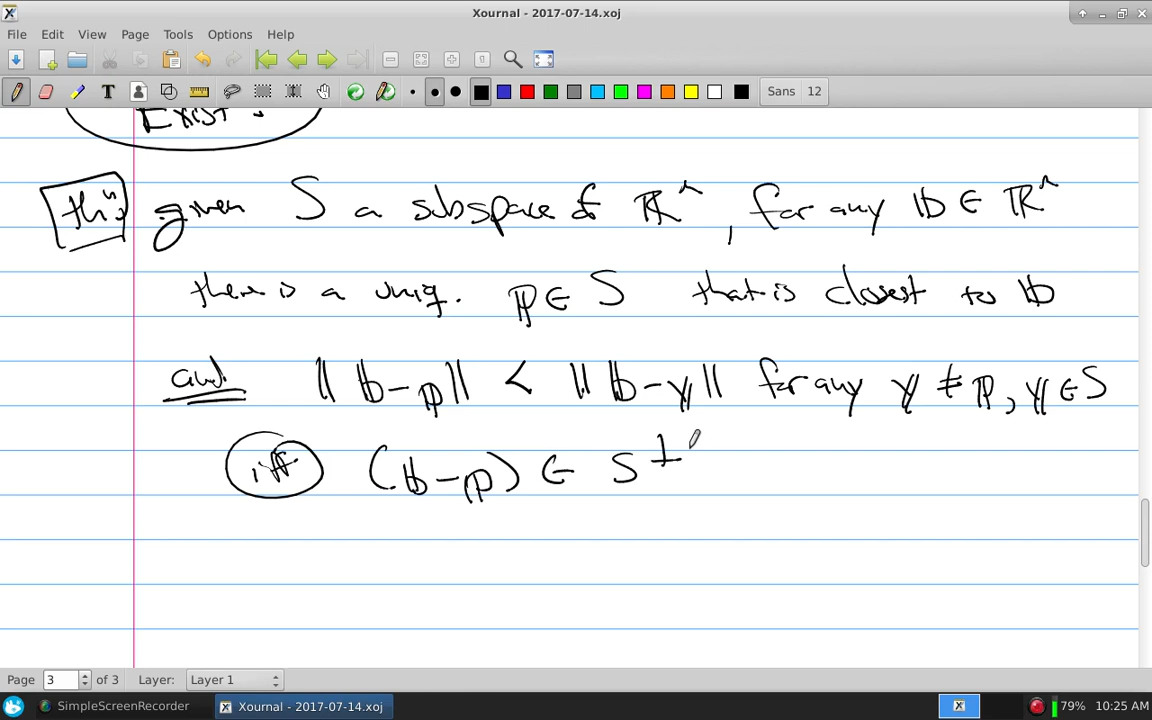 Xournal - 2017-07-14.xoj
File Edit View Page Tools Options Help
Sans 12
Exist.
thm given S a subspace of ℝⁿ, for any 𝕓 ∈ ℝⁿ
there is a uniq. 𝕡 ∈ S that is closest to 𝕓
and ‖𝕓-𝕡‖ < ‖𝕓-𝕪‖ for any 𝕪 ≠ 𝕡, 𝕪 ∈ S
iff (𝕓-𝕡) ∈ S⊥
Page 3 of 3 Layer: Layer 1
SimpleScreenRecorder Xournal - 2017-07-14.xoj 79% 10:25 AM